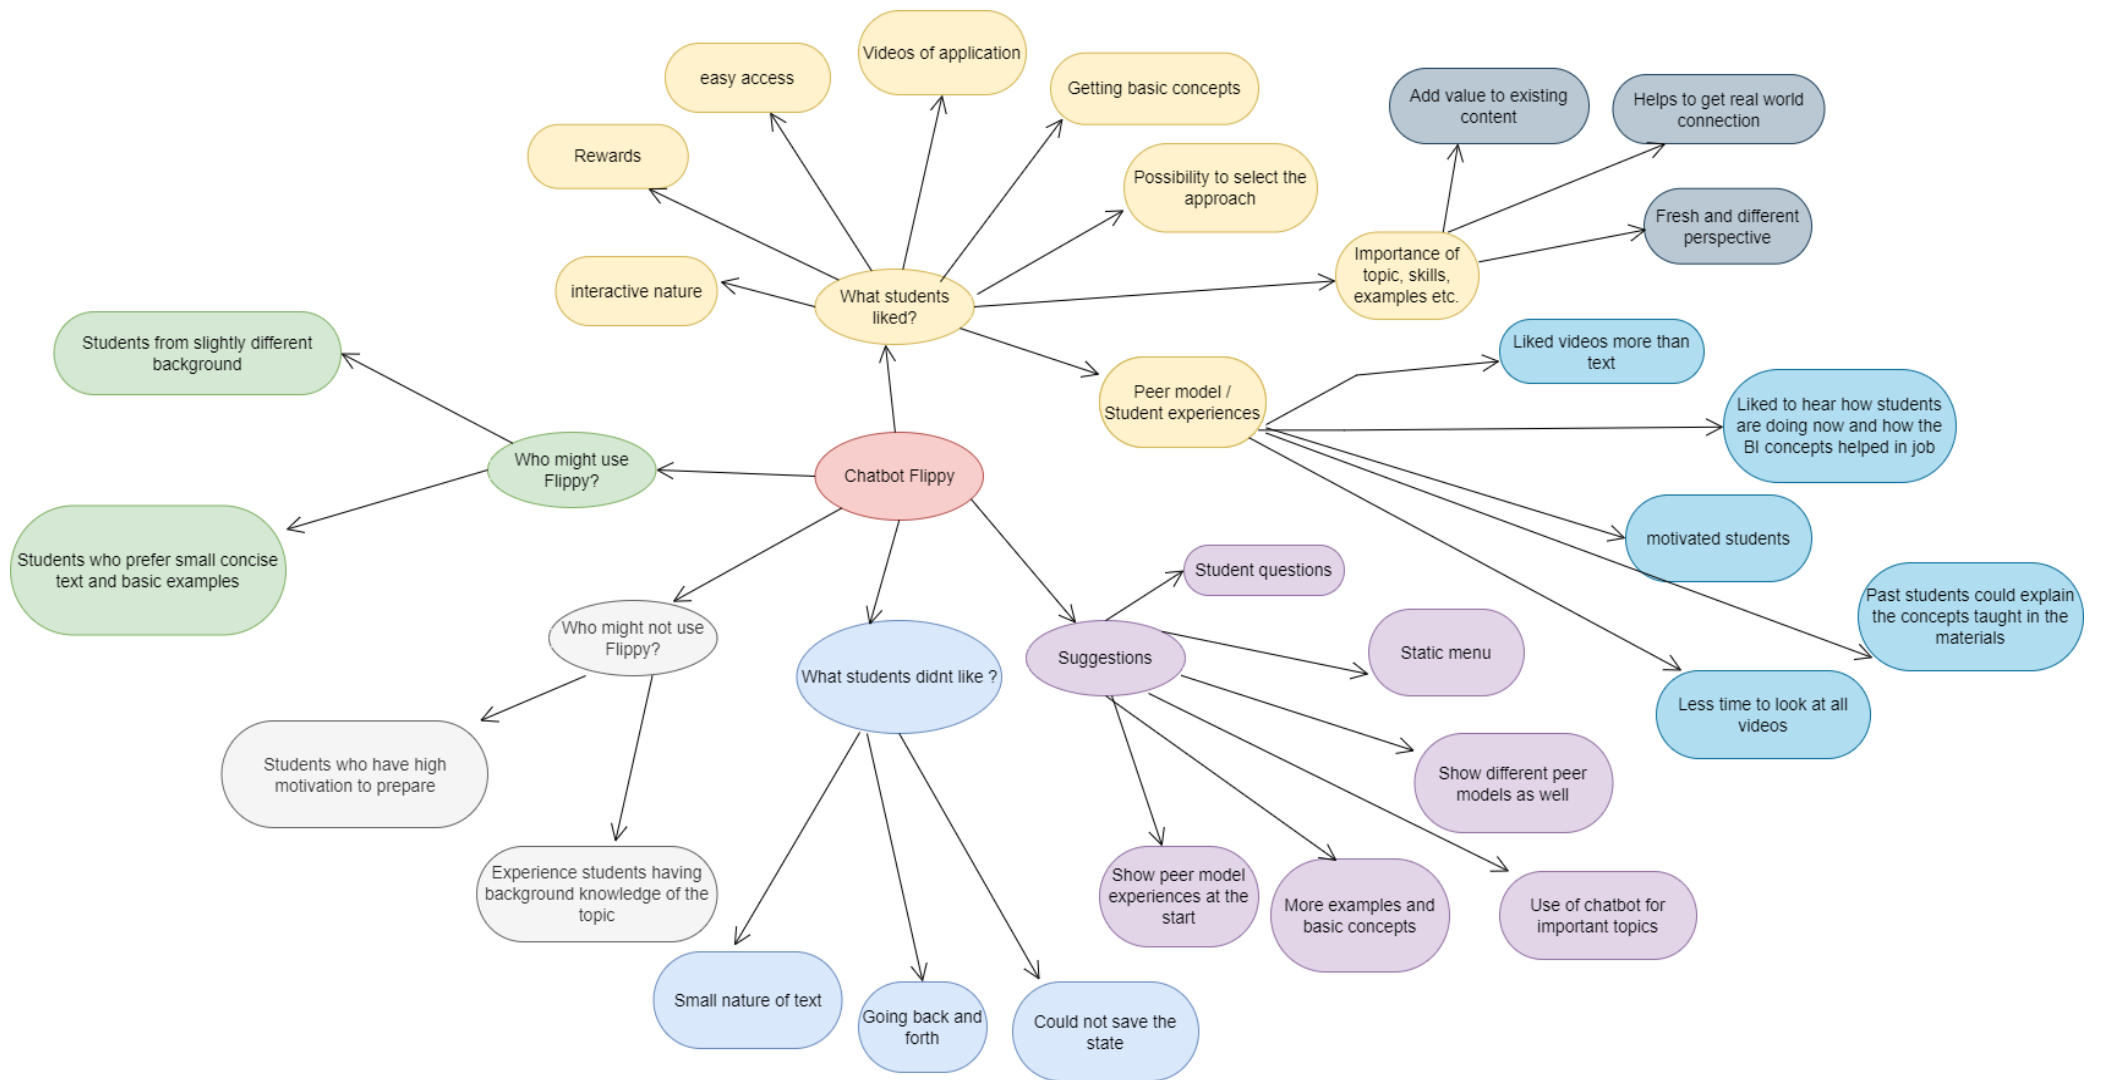 Videos of application
easy access
Getting basic concepts
Add value to existing
content
Helps to get real world
connection
Rewards
Possibility to select the
approach
Fresh and different
perspective
Importance of
topic, skills,
examples etc.
interactive nature
What students
liked?
Students from slightly different
background
Liked videos more than
text
Peer model /
Student experiences
Liked to hear how students
are doing now and how the
BI concepts helped in job
Who might use
Flippy?
Chatbot Flippy
motivated students
Students who prefer small concise
text and basic examples
Student questions
Past students could explain
the concepts taught in the
materials
Who might not use
Flippy?
What students didnt like ?
Suggestions
Static menu
Less time to look at all
videos
Students who have high
motivation to prepare
Show different peer
models as well
Experience students having
background knowledge of the
topic
Show peer model
experiences at the
start
More examples and
basic concepts
Use of chatbot for
important topics
Small nature of text
Going back and
forth
Could not save the
state